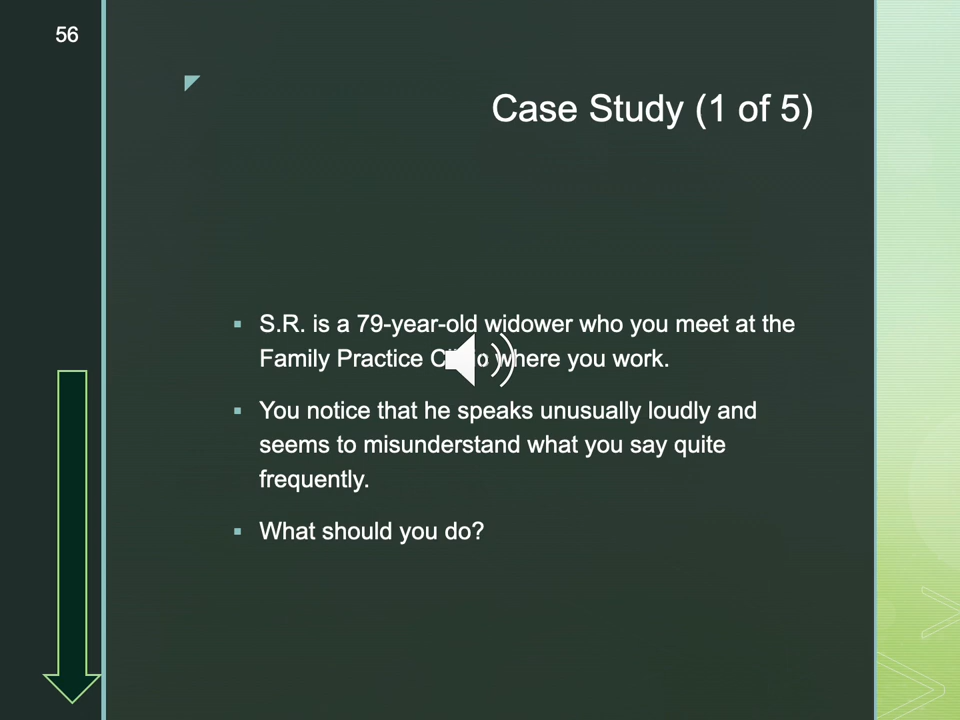 56
Case Study (1 of 5)
▪ S.R. is a 79-year-old widower who you meet at the
Family Practice where you work.
▪ You notice that he speaks unusually loudly and
seems to misunderstand what you say quite
frequently.
▪ What should you do?